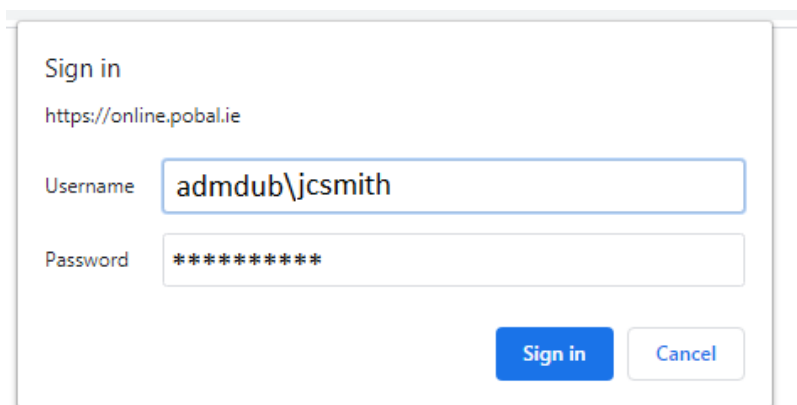 Sign in
https://online.pobal.ie
Username admdub\jcsmith
Password **********
Sign in Cancel